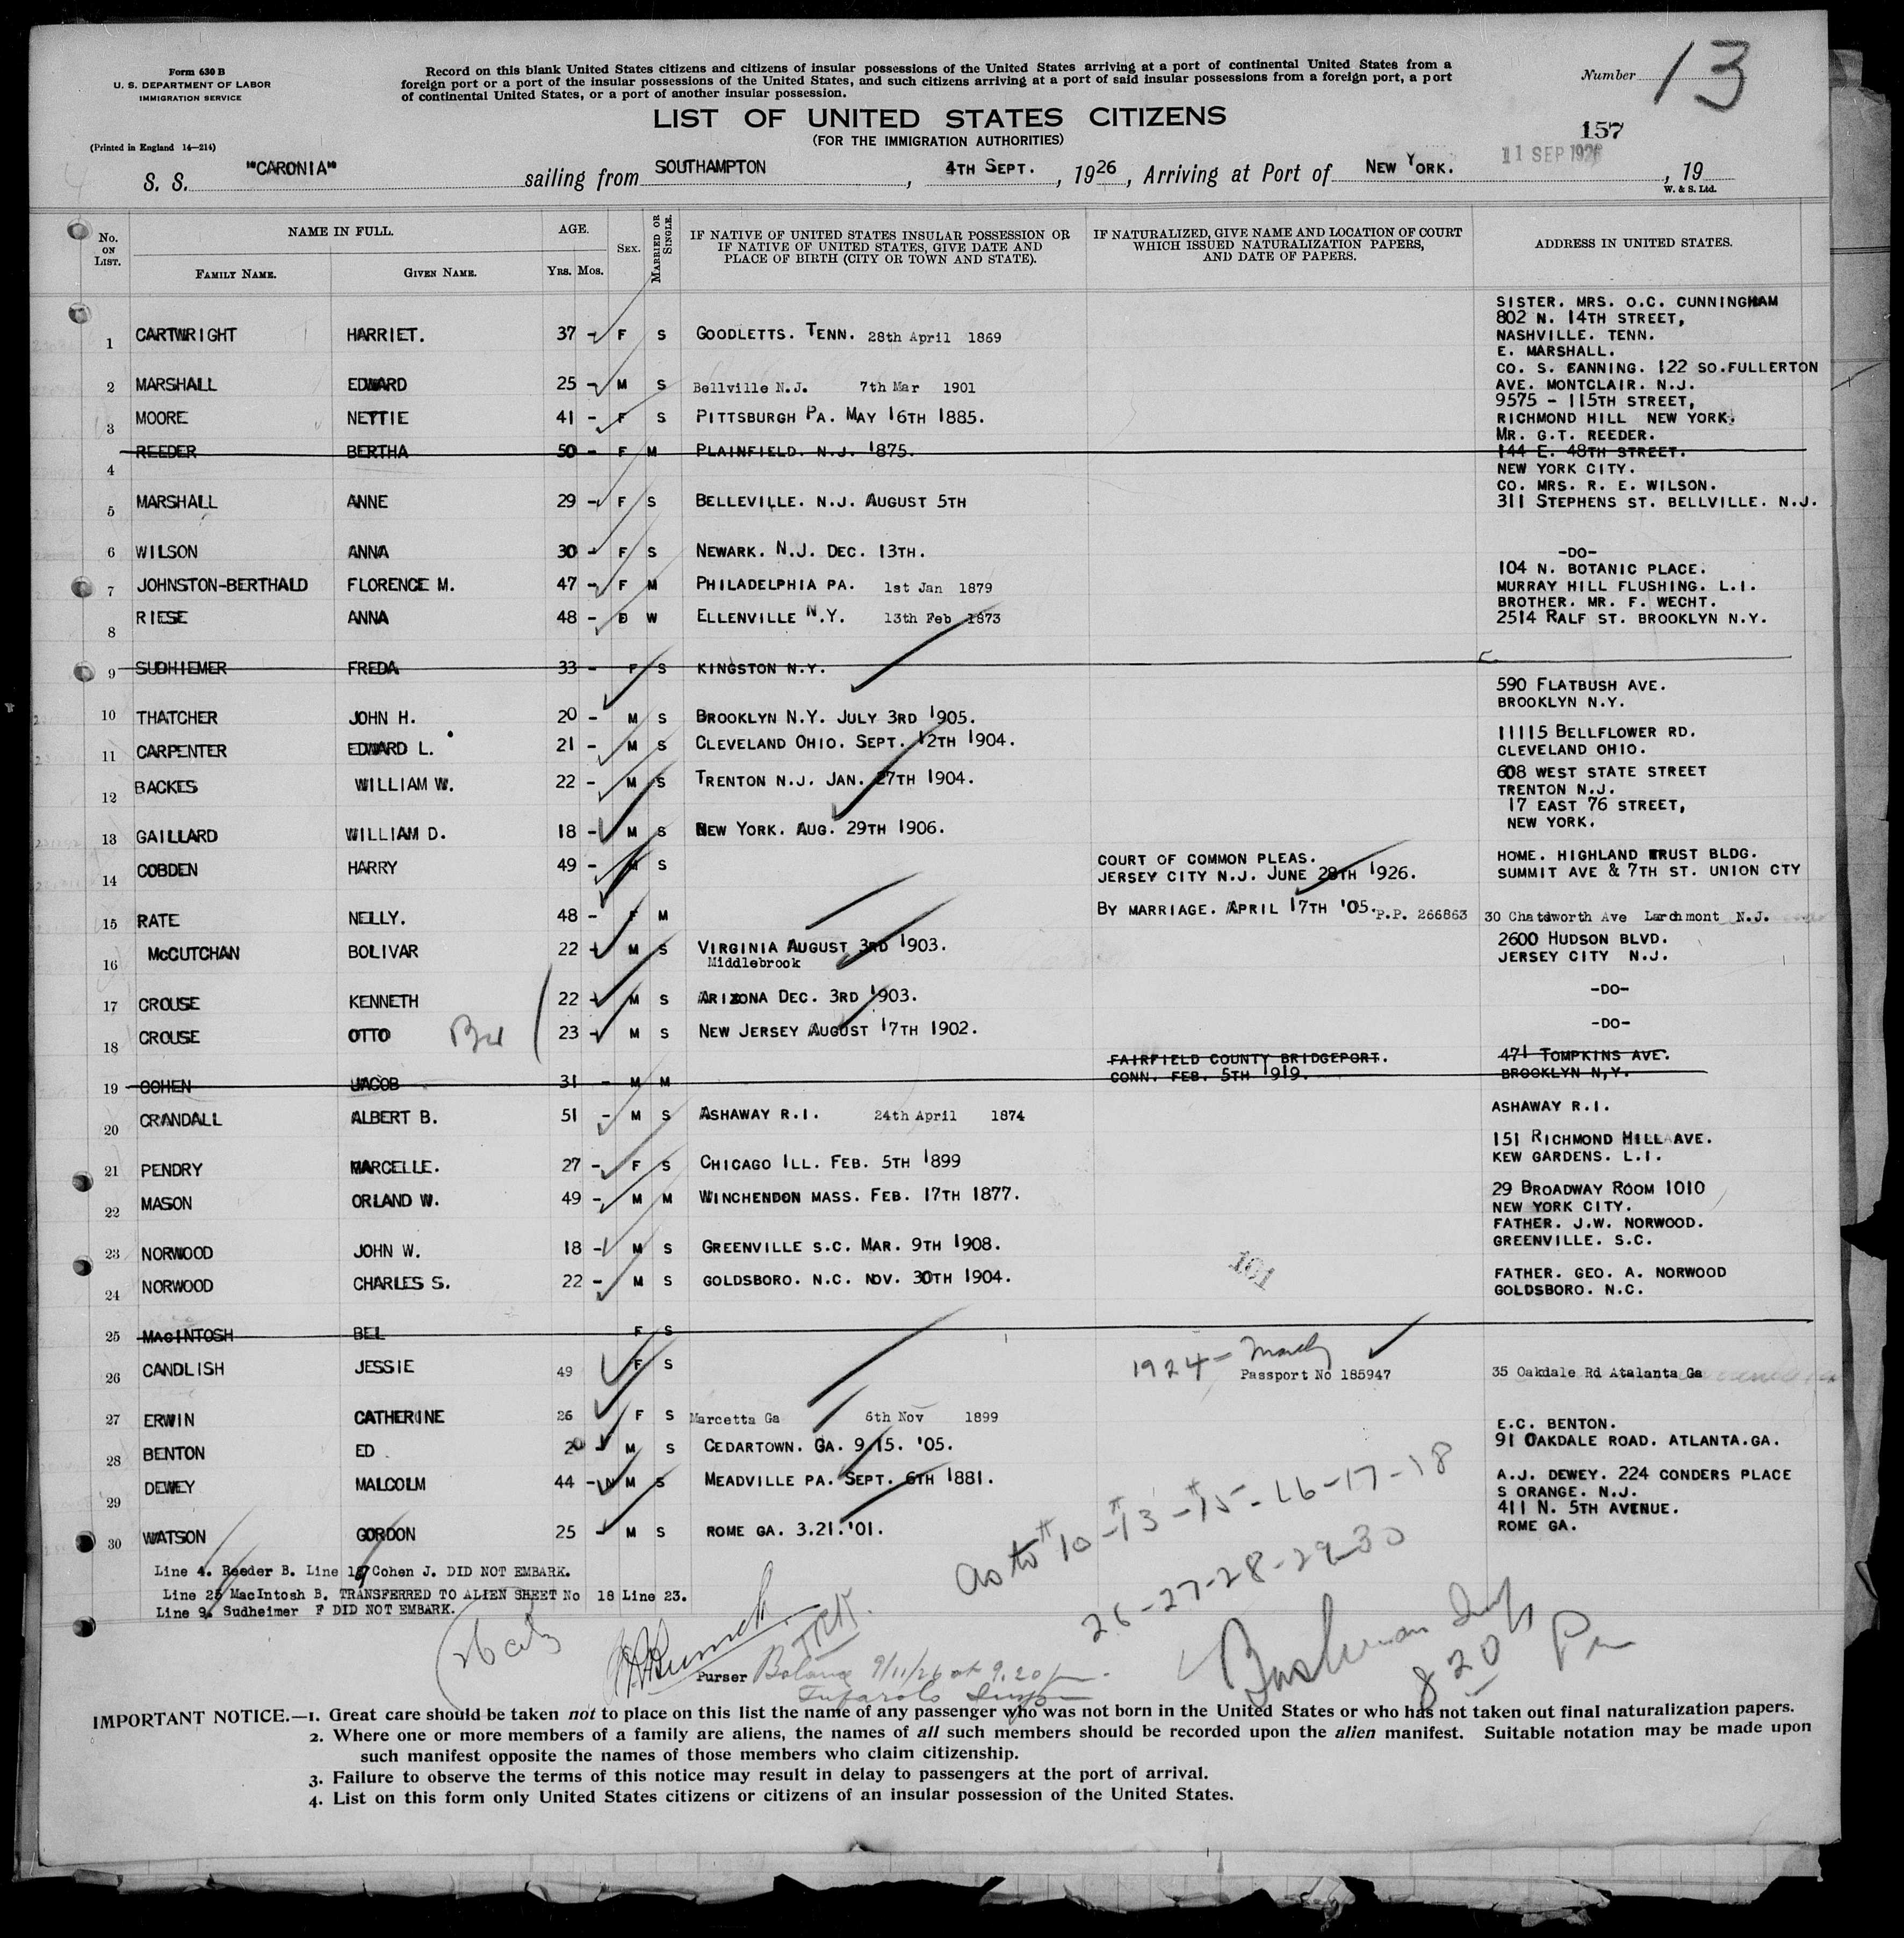 Form 630 B
U. S. DEPARTMENT OF LABOR
IMMIGRATION SERVICE
(Printed in England 14—214)
Record on this blank United States citizens and citizens of insular possessions of the United States arriving at a port of continental United States from a
foreign port or a port of the insular possessions of the United States, and such citizens arriving at a port of said insular possessions from a foreign port, a port
of continental United States, or a port of another insular possession.
Number 13
LIST OF UNITED STATES CITIZENS
(FOR THE IMMIGRATION AUTHORITIES)
157
11 SEP 1926
S. S. "CARONIA" sailing from SOUTHAMPTON, 4TH SEPT., 1926, Arriving at Port of NEW YORK. , 19
W. & S. Ltd.
No. ON LIST. NAME IN FULL. FAMILY NAME. GIVEN NAME. AGE. YRS. MOS. SEX. MARRIED OR SINGLE. IF NATIVE OF UNITED STATES INSULAR POSSESSION OR IF NATIVE OF UNITED STATES, GIVE DATE AND PLACE OF BIRTH (CITY OR TOWN AND STATE). IF NATURALIZED, GIVE NAME AND LOCATION OF COURT WHICH ISSUED NATURALIZATION PAPERS, AND DATE OF PAPERS. ADDRESS IN UNITED STATES.
1 CARTWRIGHT HARRIET. 37 - F S GOODLETTS. TENN. 28th April 1869 SISTER. MRS. O.C. CUNNINGHAM
802 N. 14TH STREET,
NASHVILLE. TENN.
2 MARSHALL EDWARD 25 - M S Bellville N.J. 7th Mar 1901 E. MARSHALL.
CO. S. FANNING. 122 SO.FULLERTON
AVE. MONTCLAIR. N.J.
3 MOORE NETTIE 41 - F S PITTSBURGH PA. MAY 16TH 1885. 9575 - 115TH STREET,
RICHMOND HILL NEW YORK.
4 REEDER BERTHA 50 - F M PLAINFIELD. N.J. 1875. MR. G.T. REEDER.
144 E. 48TH STREET.
NEW YORK CITY.
5 MARSHALL ANNE 29 - F S BELLEVILLE. N.J. AUGUST 5TH CO. MRS. R. E. WILSON.
311 STEPHENS ST. BELLVILLE. N.J.
6 WILSON ANNA 30 - F S NEWARK. N.J. DEC. 13TH. -DO-
7 JOHNSTON-BERTHALD FLORENCE M. 47 - F M PHILADELPHIA PA. 1st Jan 1879 104 N. BOTANIC PLACE.
MURRAY HILL FLUSHING. L.I.
8 RIESE ANNA 48 - W ELLENVILLE N.Y. 13th Feb 1873 BROTHER. MR. F. WECHT.
2514 RALF ST. BROOKLYN N.Y.
9 SUDHIEMER FREDA 33 - F S KINGSTON N.Y.
10 THATCHER JOHN H. 20 - M S BROOKLYN N.Y. JULY 3RD 1905. 590 FLATBUSH AVE.
BROOKLYN N.Y.
11 CARPENTER EDWARD L. 21 - M S CLEVELAND OHIO. SEPT. 12TH 1904. 11115 BELLFLOWER RD.
CLEVELAND OHIO.
12 BACKES WILLIAM W. 22 - M S TRENTON N.J. JAN. 27TH 1904. 608 WEST STATE STREET
TRENTON N.J.
13 GAILLARD WILLIAM D. 18 - M S NEW YORK. AUG. 29TH 1906. 17 EAST 76 STREET,
NEW YORK.
14 COBDEN HARRY 49 - M S COURT OF COMMON PLEAS.
JERSEY CITY N.J. JUNE 28TH 1926. HOME. HIGHLAND TRUST BLDG.
SUMMIT AVE & 7TH ST. UNION CTY
15 RATE NELLY. 48 - F M BY MARRIAGE. APRIL 17TH '05. P.P. 266863 30 Chatsworth Ave Larchmont N.J.
16 McCUTCHAN BOLIVAR 22 - M S VIRGINIA AUGUST 3RD 1903.
Middlebrook 2600 HUDSON BLVD.
JERSEY CITY N.J.
17 CROUSE KENNETH 22 - M S ARIZONA DEC. 3RD 1903. -DO-
18 CROUSE OTTO 23 - M S NEW JERSEY AUGUST 17TH 1902. -DO-
19 COHEN JACOB 31 - M M FAIRFIELD COUNTY BRIDGEPORT.
CONN. FEB. 5TH 1919. 471 TOMPKINS AVE.
BROOKLYN N,Y.
20 CRANDALL ALBERT B. 51 - M S ASHAWAY R.I. 24th April 1874 ASHAWAY R.I.
21 PENDRY MARCELLE. 27 - F S CHICAGO ILL. FEB. 5TH 1899 151 RICHMOND HILL AVE.
KEW GARDENS. L.I.
22 MASON ORLAND W. 49 - M M WINCHENDON MASS. FEB. 17TH 1877. 29 BROADWAY ROOM 1010
NEW YORK CITY.
23 NORWOOD JOHN W. 18 - M S GREENVILLE S.C. MAR. 9TH 1908. FATHER. J.W. NORWOOD.
GREENVILLE. S.C.
24 NORWOOD CHARLES S. 22 - M S GOLDSBORO. N.C. NOV. 30TH 1904. 161 FATHER. GEO. A. NORWOOD
GOLDSBORO. N.C.
25 MACINTOSH BEL F S
26 CANDLISH JESSIE 49 F S 1924 - Passport No 185947 35 Oakdale Rd Atalanta Ga
27 ERWIN CATHERINE 26 F S Marcetta Ga 6th Nov 1899
28 BENTON ED 20 - M S CEDARTOWN. GA. 9/15. '05. E.C. BENTON.
91 OAKDALE ROAD. ATLANTA.GA.
29 DEWEY MALCOLM 44 - M S MEADVILLE PA. SEPT. 6TH 1881. A.J. DEWEY. 224 CONDERS PLACE
S ORANGE. N.J.
30 WATSON GORDON 25 - M S ROME GA. 3.21.'01. 411 N. 5TH AVENUE.
ROME GA.
as to #10-#13-#15-16-17-18
26-27-28-29-30
Line 4. Reeder B. Line 19 Cohen J. DID NOT EMBARK.
Line 25 MacIntosh B. TRANSFERRED TO ALIEN SHEET No 18 Line 23.
Line 9. Sudheimer F DID NOT EMBARK.
Purser Balance 9/11/26 at 9.20 pm.
820 Pm
IMPORTANT NOTICE.—1. Great care should be taken not to place on this list the name of any passenger who was not born in the United States or who has not taken out final naturalization papers.
2. Where one or more members of a family are aliens, the names of all such members should be recorded upon the alien manifest. Suitable notation may be made upon
such manifest opposite the names of those members who claim citizenship.
3. Failure to observe the terms of this notice may result in delay to passengers at the port of arrival.
4. List on this form only United States citizens or citizens of an insular possession of the United States.